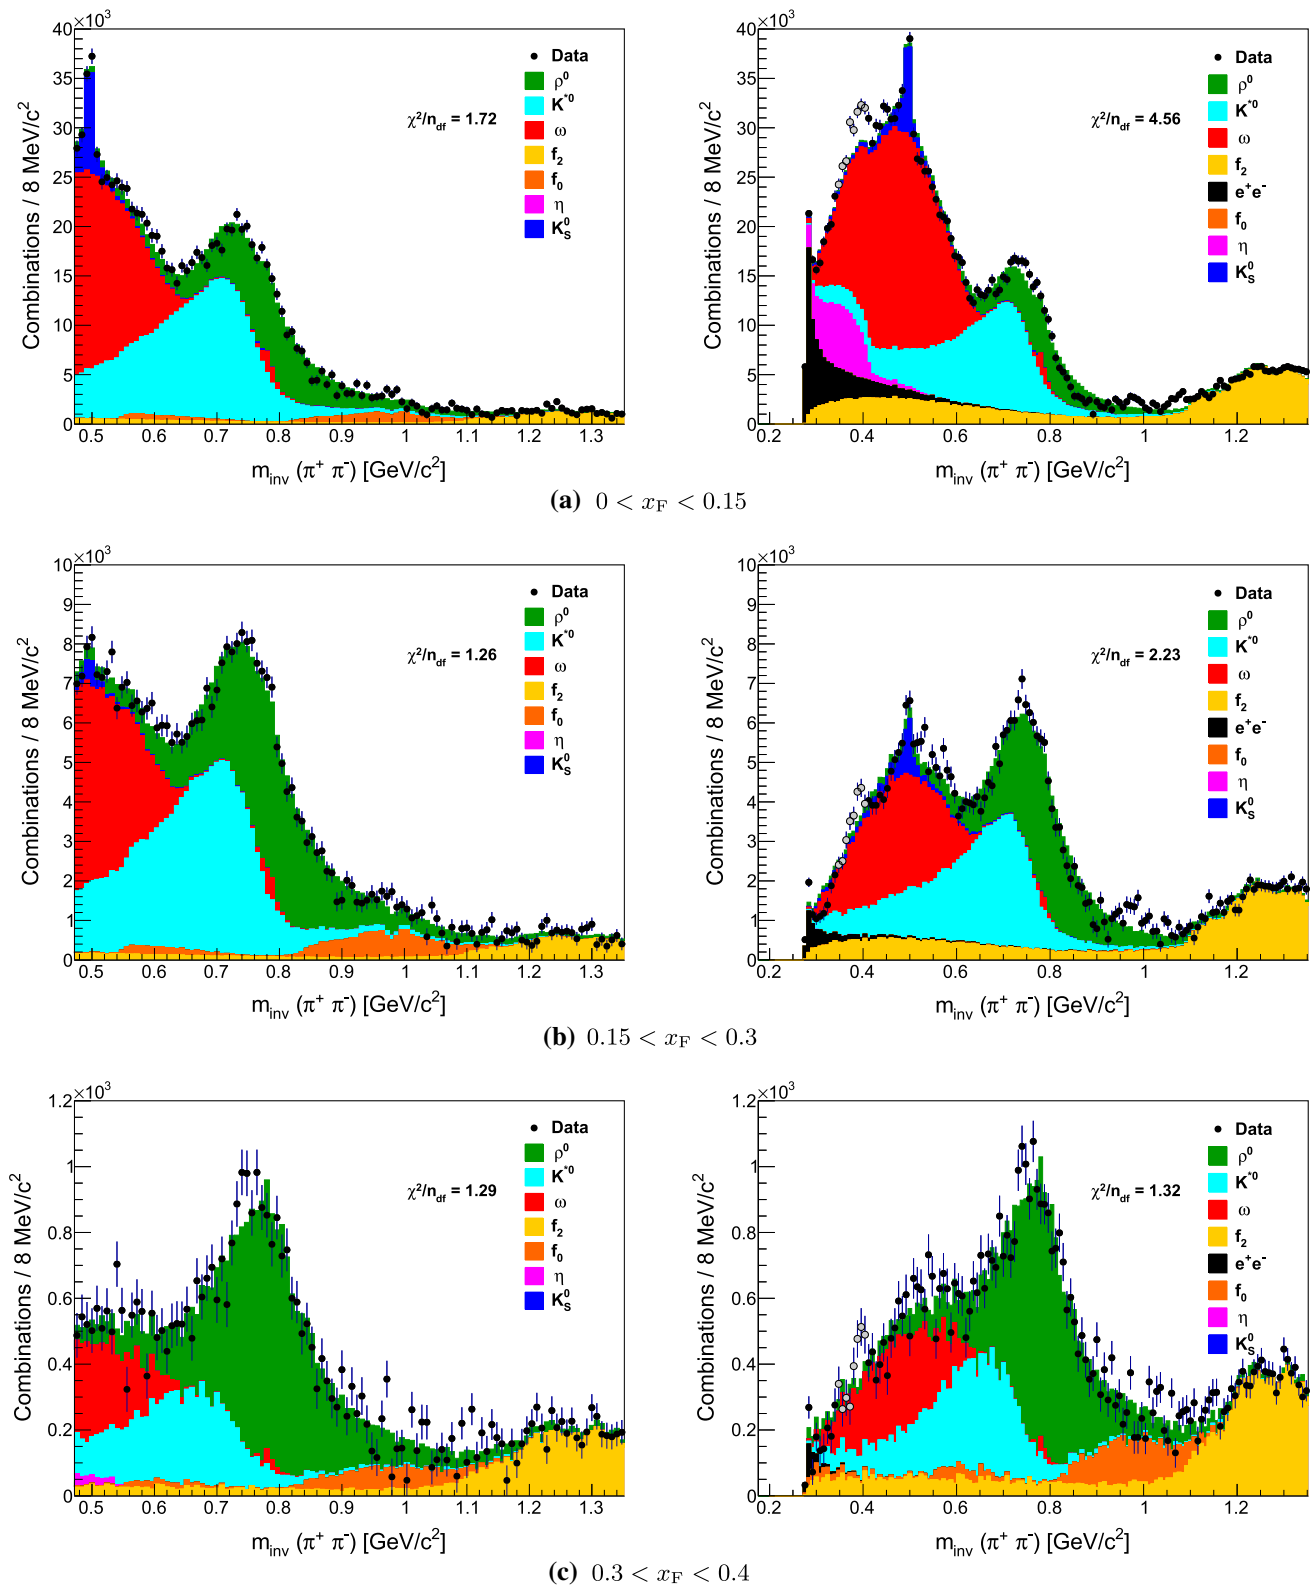 ×10³
40
35
30
25
20
15
10
5
0
Combinations / 8 MeV/c²
0.5 0.6 0.7 0.8 0.9 1 1.1 1.2 1.3
m_inv (π⁺ π⁻) [GeV/c²]
χ²/n_df = 1.72
Data
ρ⁰
K*⁰
ω
f₂
f₀
η
K⁰_S
×10³
40
35
30
25
20
15
10
5
0
Combinations / 8 MeV/c²
0.2 0.4 0.6 0.8 1 1.2
m_inv (π⁺ π⁻) [GeV/c²]
χ²/n_df = 4.56
Data
ρ⁰
K*⁰
ω
f₂
e⁺e⁻
f₀
η
K⁰_S
(a) 0 < x_F < 0.15
×10³
10
9
8
7
6
5
4
3
2
1
0
Combinations / 8 MeV/c²
0.5 0.6 0.7 0.8 0.9 1 1.1 1.2 1.3
m_inv (π⁺ π⁻) [GeV/c²]
χ²/n_df = 1.26
Data
ρ⁰
K*⁰
ω
f₂
f₀
η
K⁰_S
×10³
10
9
8
7
6
5
4
3
2
1
0
Combinations / 8 MeV/c²
0.2 0.4 0.6 0.8 1 1.2
m_inv (π⁺ π⁻) [GeV/c²]
χ²/n_df = 2.23
Data
ρ⁰
K*⁰
ω
f₂
e⁺e⁻
f₀
η
K⁰_S
(b) 0.15 < x_F < 0.3
×10³
1.2
1
0.8
0.6
0.4
0.2
0
Combinations / 8 MeV/c²
0.5 0.6 0.7 0.8 0.9 1 1.1 1.2 1.3
m_inv (π⁺ π⁻) [GeV/c²]
χ²/n_df = 1.29
Data
ρ⁰
K*⁰
ω
f₂
f₀
η
K⁰_S
×10³
1.2
1
0.8
0.6
0.4
0.2
0
Combinations / 8 MeV/c²
0.2 0.4 0.6 0.8 1 1.2
m_inv (π⁺ π⁻) [GeV/c²]
χ²/n_df = 1.32
Data
ρ⁰
K*⁰
ω
f₂
e⁺e⁻
f₀
η
K⁰_S
(c) 0.3 < x_F < 0.4